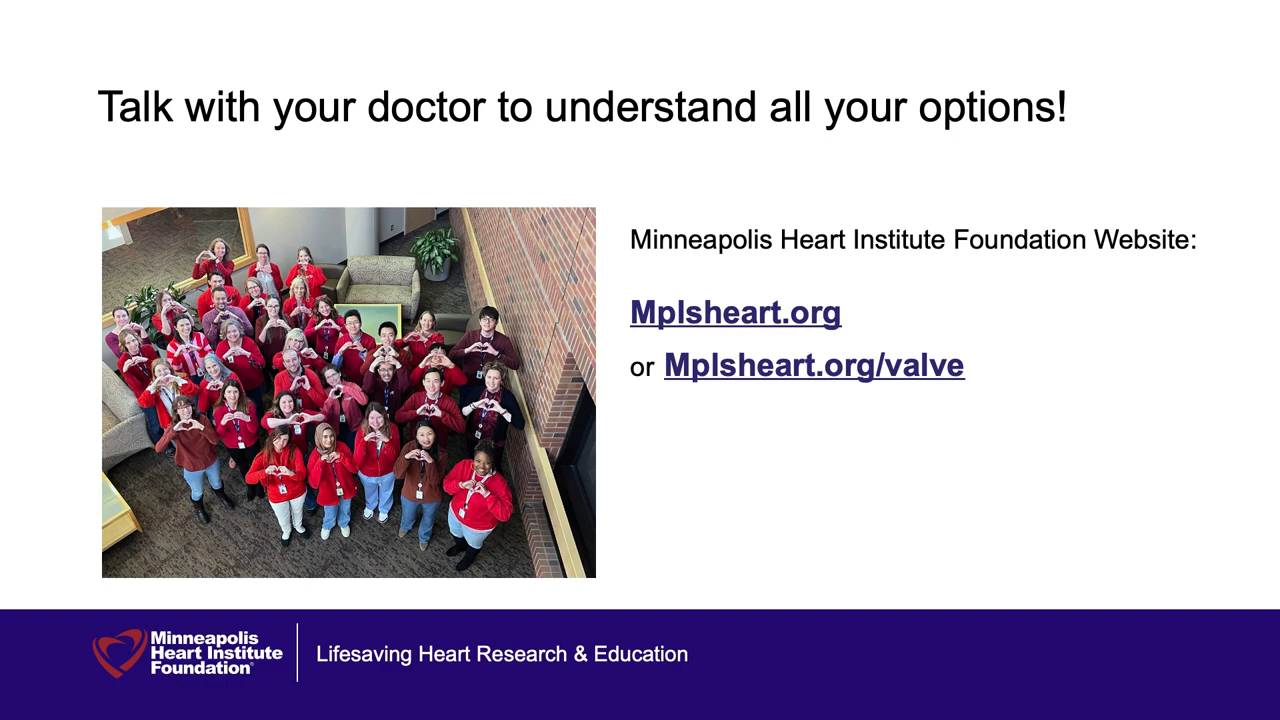 Talk with your doctor to understand all your options!
Minneapolis Heart Institute Foundation Website:
Mplsheart.org
or Mplsheart.org/valve
Minneapolis
Heart Institute
Foundation®
Lifesaving Heart Research & Education